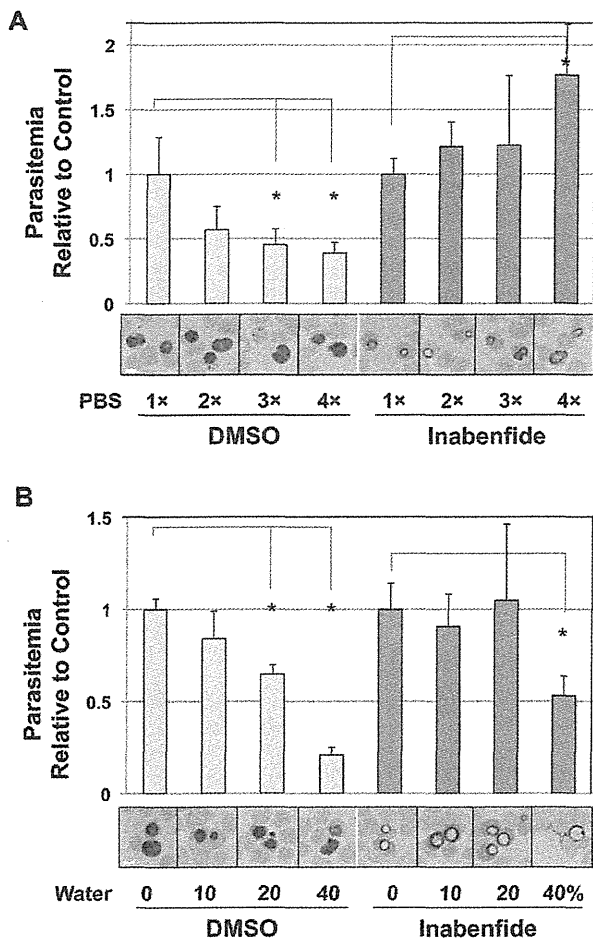 A
Parasitemia
Relative to Control
2
1.5
1
0.5
0
*
*
*
PBS 1× 2× 3× 4× 1× 2× 3× 4×
DMSO Inabenfide
B
Parasitemia
Relative to Control
1.5
1
0.5
0
*
*
*
Water 0 10 20 40 0 10 20 40%
DMSO Inabenfide